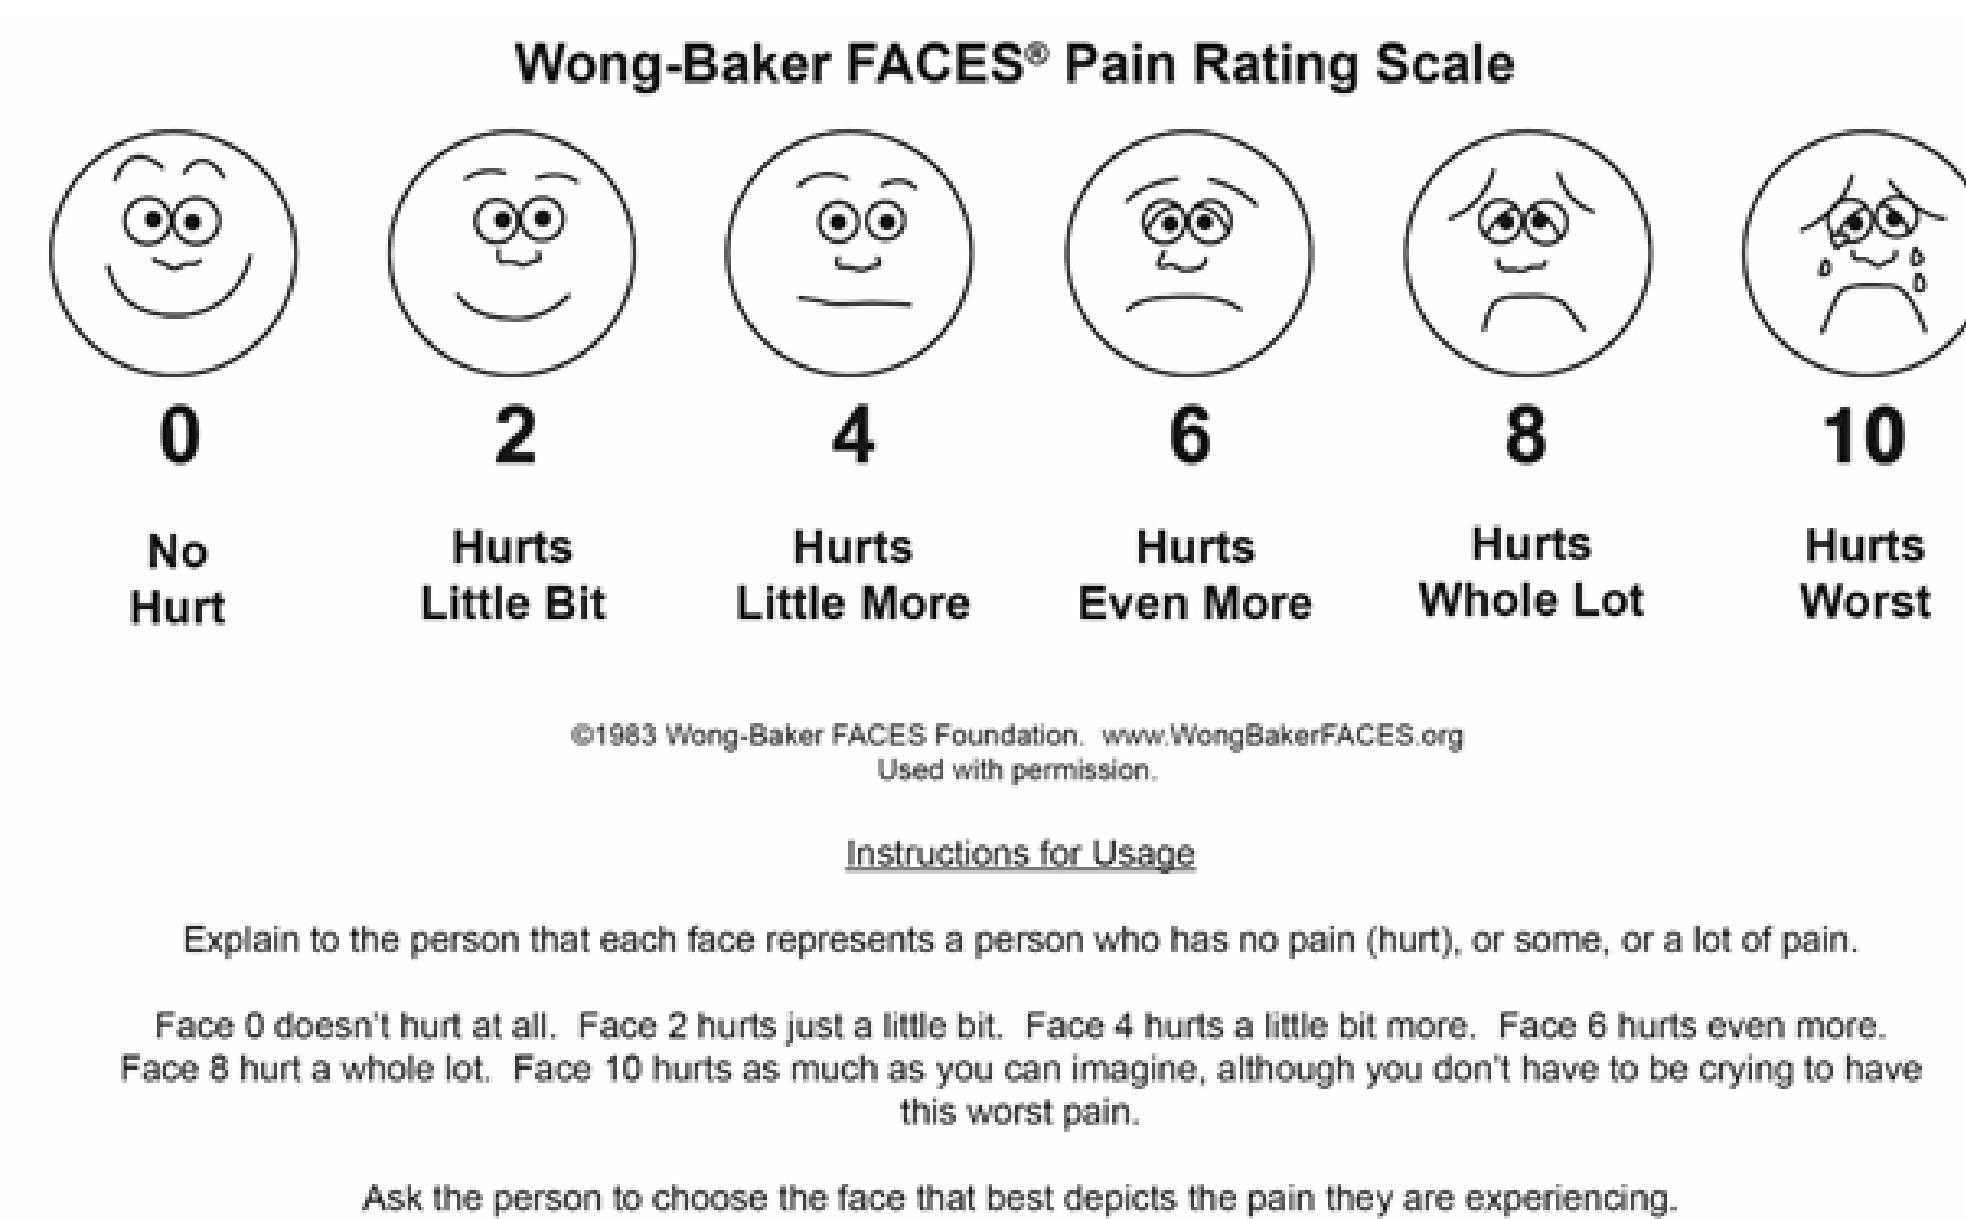 Wong-Baker FACES® Pain Rating Scale
0 2 4 6 8 10
No Hurts Hurts Hurts Hurts Hurts
Hurt Little Bit Little More Even More Whole Lot Worst
©1983 Wong-Baker FACES Foundation. www.WongBakerFACES.org
Used with permission.
Instructions for Usage
Explain to the person that each face represents a person who has no pain (hurt), or some, or a lot of pain.
Face 0 doesn't hurt at all. Face 2 hurts just a little bit. Face 4 hurts a little bit more. Face 6 hurts even more.
Face 8 hurt a whole lot. Face 10 hurts as much as you can imagine, although you don't have to be crying to have
this worst pain.
Ask the person to choose the face that best depicts the pain they are experiencing.